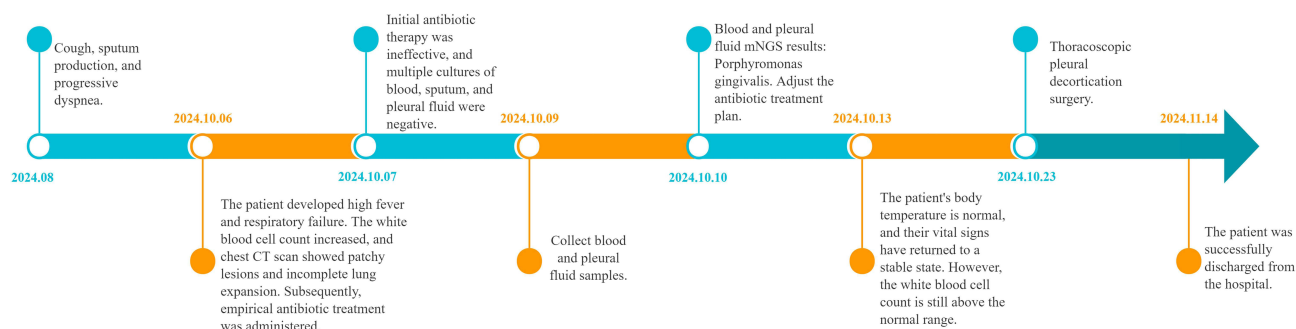 Cough, sputum
production, and
progressive
dyspnea.
2024.08
2024.10.06
The patient developed high fever
and respiratory failure. The white
blood cell count increased, and
chest CT scan showed patchy
lesions and incomplete lung
expansion. Subsequently,
empirical antibiotic treatment
was administered
Initial antibiotic
therapy was
ineffective, and
multiple cultures of
blood, sputum, and
pleural fluid were
negative.
2024.10.07
2024.10.09
Collect blood
and pleural
fluid samples.
Blood and pleural
fluid mNGS results:
Porphyromonas
gingivalis. Adjust the
antibiotic treatment
plan.
2024.10.10
2024.10.13
The patient's body
temperature is normal,
and their vital signs
have returned to a
stable state. However,
the white blood cell
count is still above the
normal range.
Thoracoscopic
pleural
decortication
surgery.
2024.10.23
2024.11.14
The patient was
successfully
discharged from
the hospital.